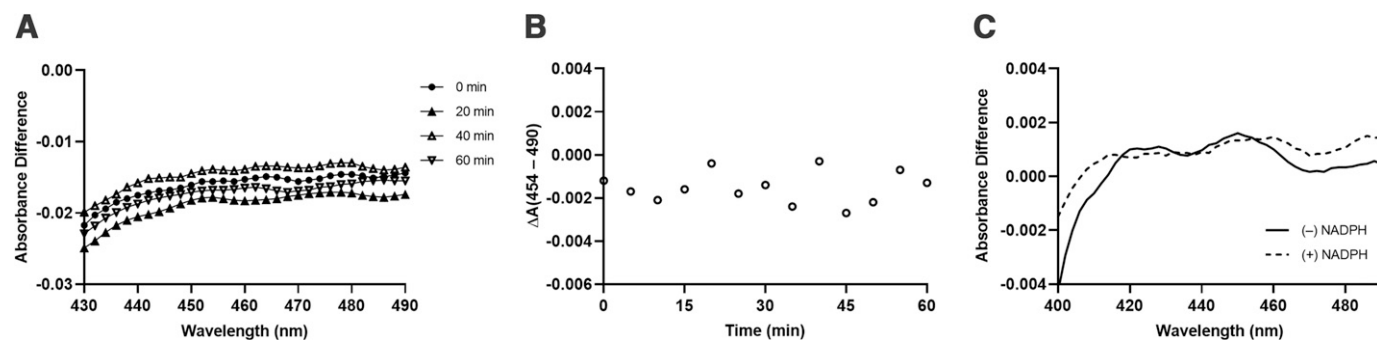 A
Absorbance Difference
0.00
-0.01
-0.02
-0.03
430 440 450 460 470 480 490
Wavelength (nm)
0 min
20 min
40 min
60 min
B
ΔA(454 – 490)
0.004
0.002
0.000
-0.002
-0.004
-0.006
0 15 30 45 60
Time (min)
C
Absorbance Difference
0.004
0.002
0.000
-0.002
-0.004
400 420 440 460 480
Wavelength (nm)
(–) NADPH
(+) NADPH